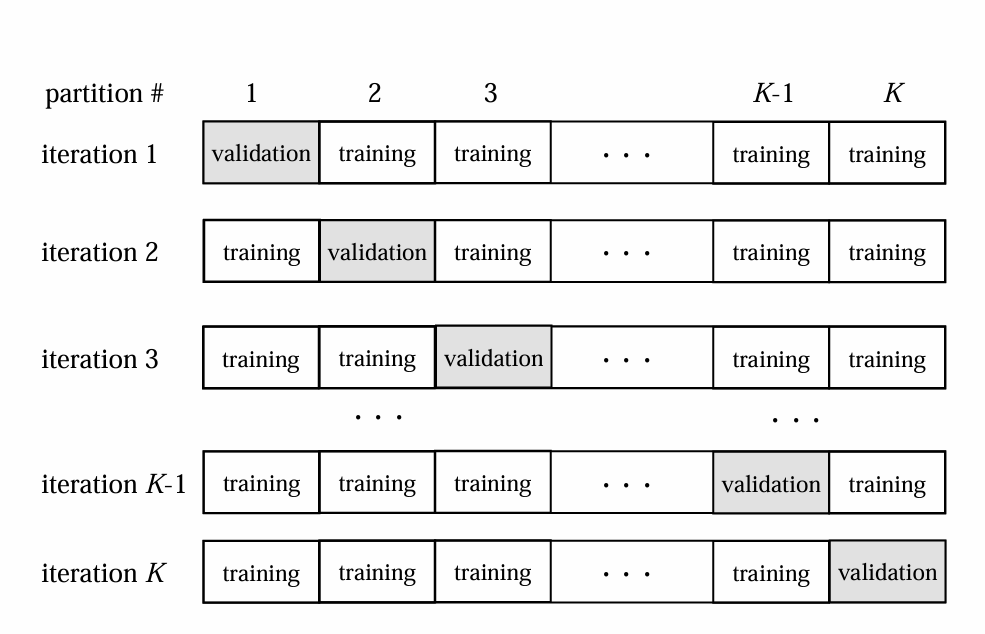 partition # 1 2 3 K-1 K
iteration 1 validation training training . . . training training
iteration 2 training validation training . . . training training
iteration 3 training training validation . . . training training
. . . . . .
iteration K-1 training training training . . . validation training
iteration K training training training . . . training validation